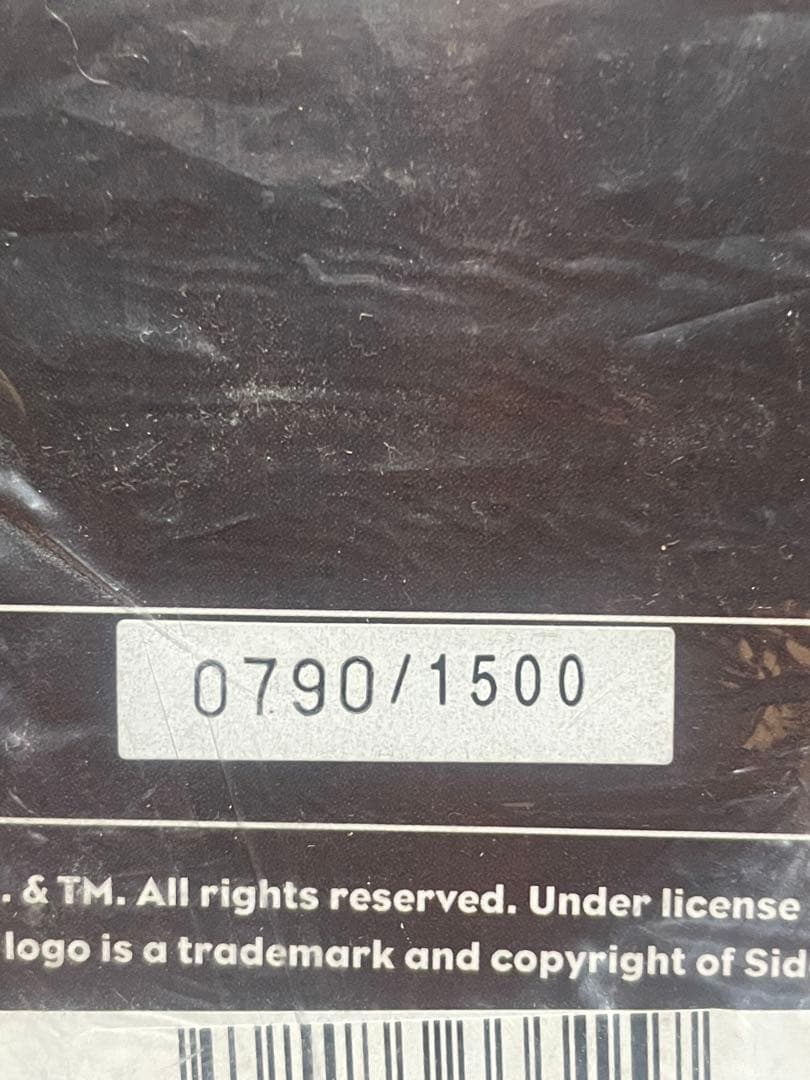 0790/1500
. & TM. All rights reserved. Under license
logo is a trademark and copyright of Sid